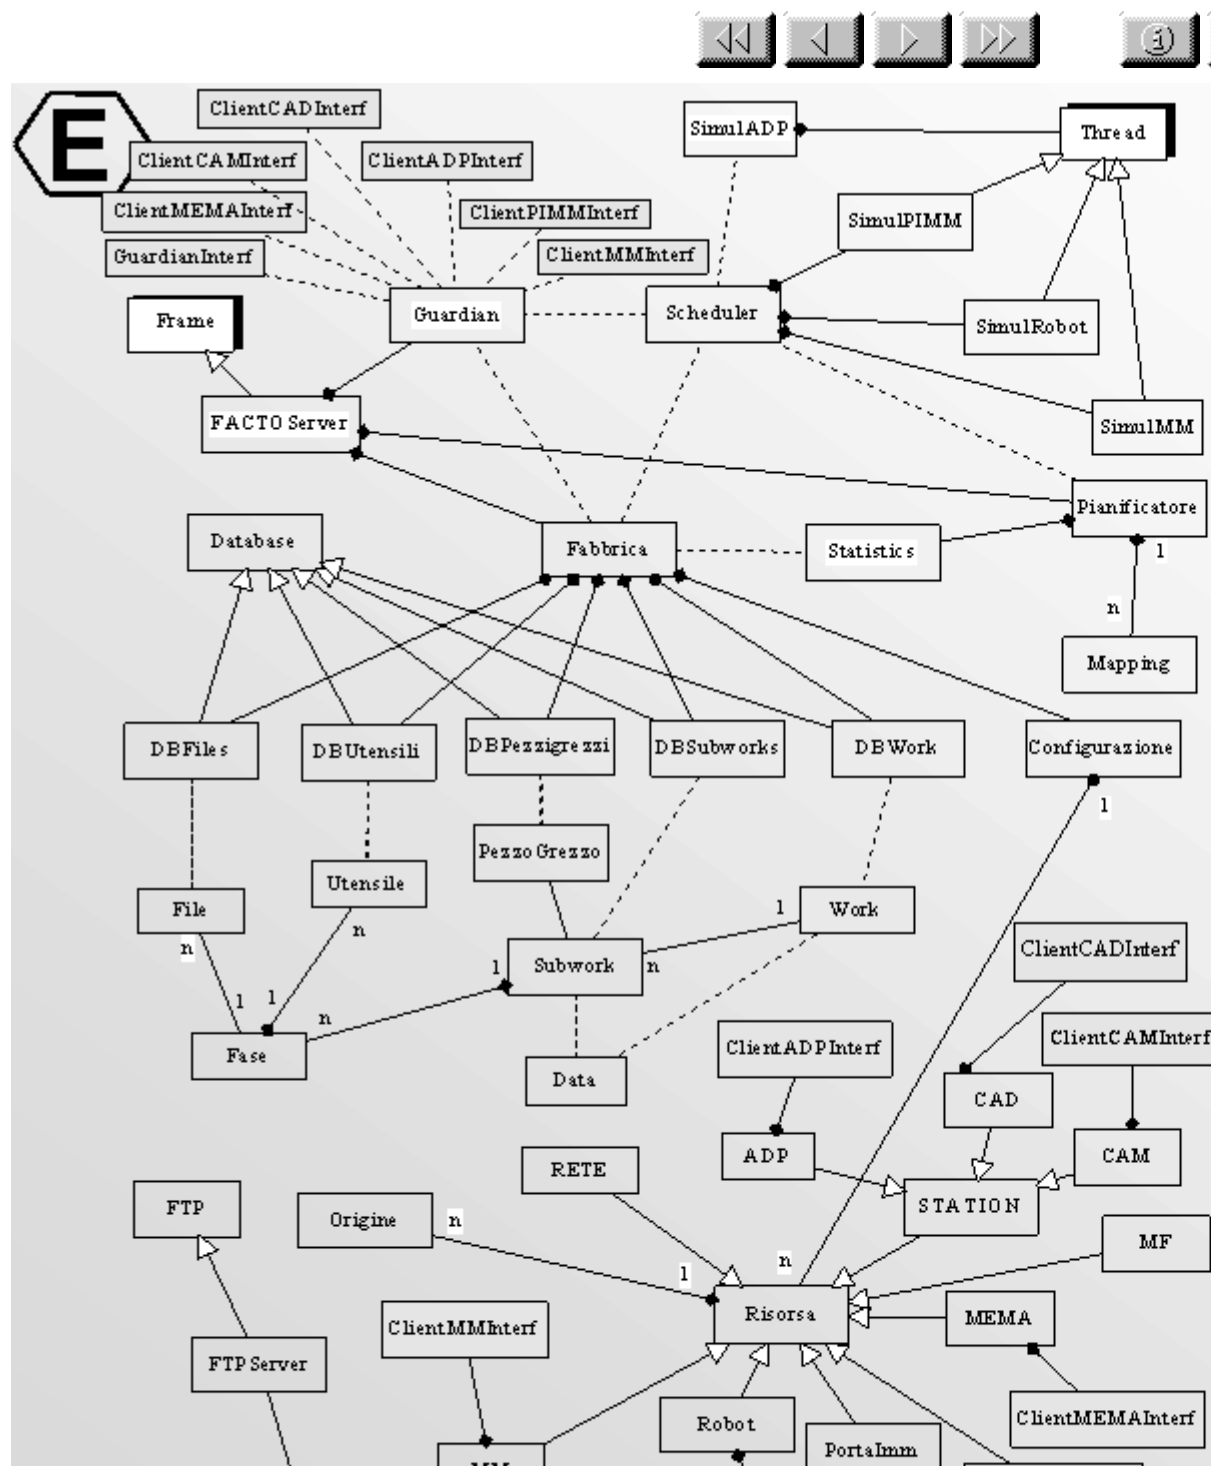 E
ClientCADInterf
SimulADP
Thread
ClientCAMInterf
ClientADPInterf
ClientMEMAInterf
ClientPIMMInterf
SimulPIMM
GuardianInterf
ClientMMInterf
Frame
Guardian
Scheduler
SimulRobot
FACTO Server
SimulMM
Pianificatore
Database
Fabbrica
Statistics
1
n
Mapping
DBFiles
DBUtensili
DBPezzigrezzi
DBSubworks
DBWork
Configurazione
1
Pezzo Grezzo
Utensile
File
1
Work
n
n
ClientCADInterf
1
Subwork
n
1
1
n
Fase
ClientADPInterf
ClientCAMInterf
Data
CAD
RETE
ADP
CAM
FTP
Origine
n
STATION
MF
n
1
Risorsa
MEMA
ClientMMInterf
FTP Server
Robot
ClientMEMAInterf
PortaImm